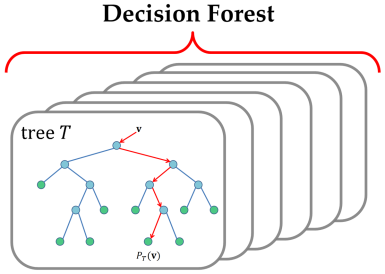 Decision Forest
tree T
v
P_T(v)